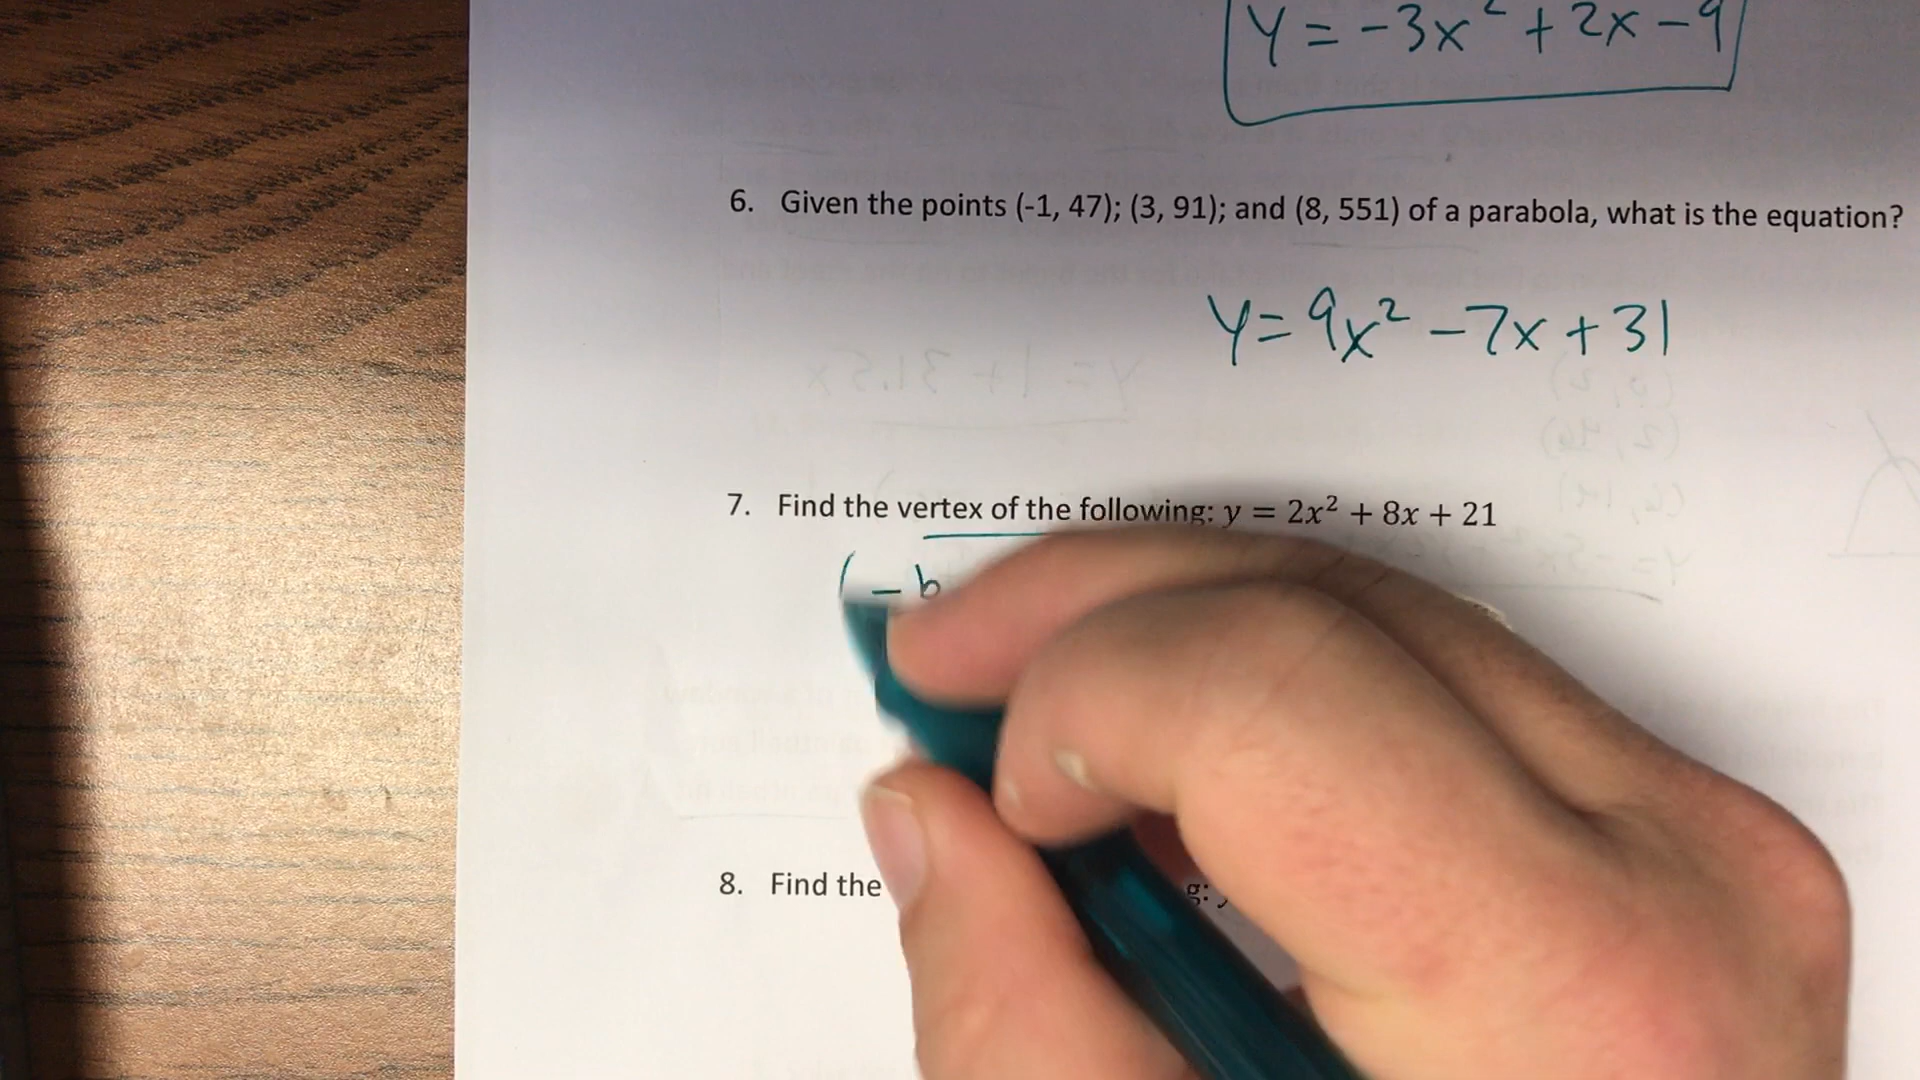 y = -3x² + 2x - 9
6. Given the points (-1, 47); (3, 91); and (8, 551) of a parabola, what is the equation?
y = 9x² - 7x + 31
7. Find the vertex of the following: y = 2x² + 8x + 21
( - b
8. Find the g: